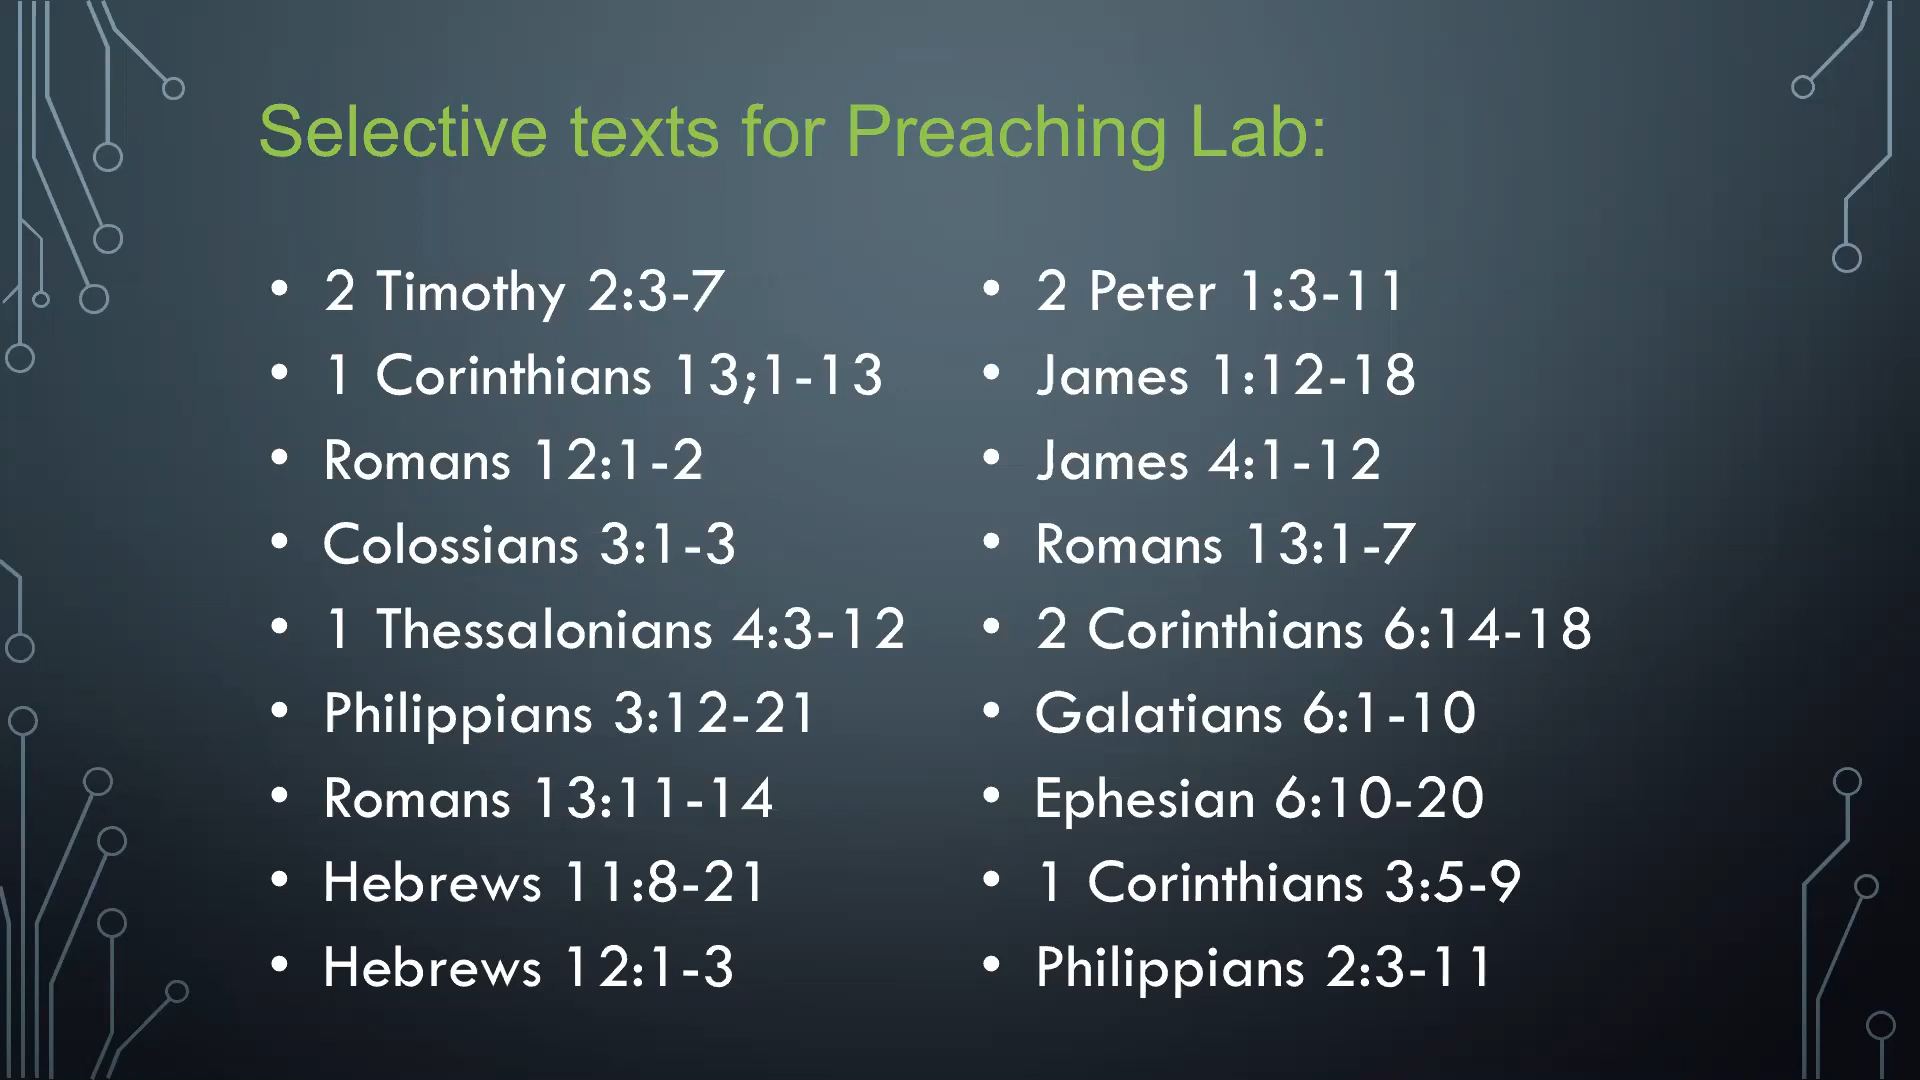 Selective texts for Preaching Lab:
• 2 Timothy 2:3-7
• 1 Corinthians 13;1-13
• Romans 12:1-2
• Colossians 3:1-3
• 1 Thessalonians 4:3-12
• Philippians 3:12-21
• Romans 13:11-14
• Hebrews 11:8-21
• Hebrews 12:1-3
• 2 Peter 1:3-11
• James 1:12-18
• James 4:1-12
• Romans 13:1-7
• 2 Corinthians 6:14-18
• Galatians 6:1-10
• Ephesian 6:10-20
• 1 Corinthians 3:5-9
• Philippians 2:3-11